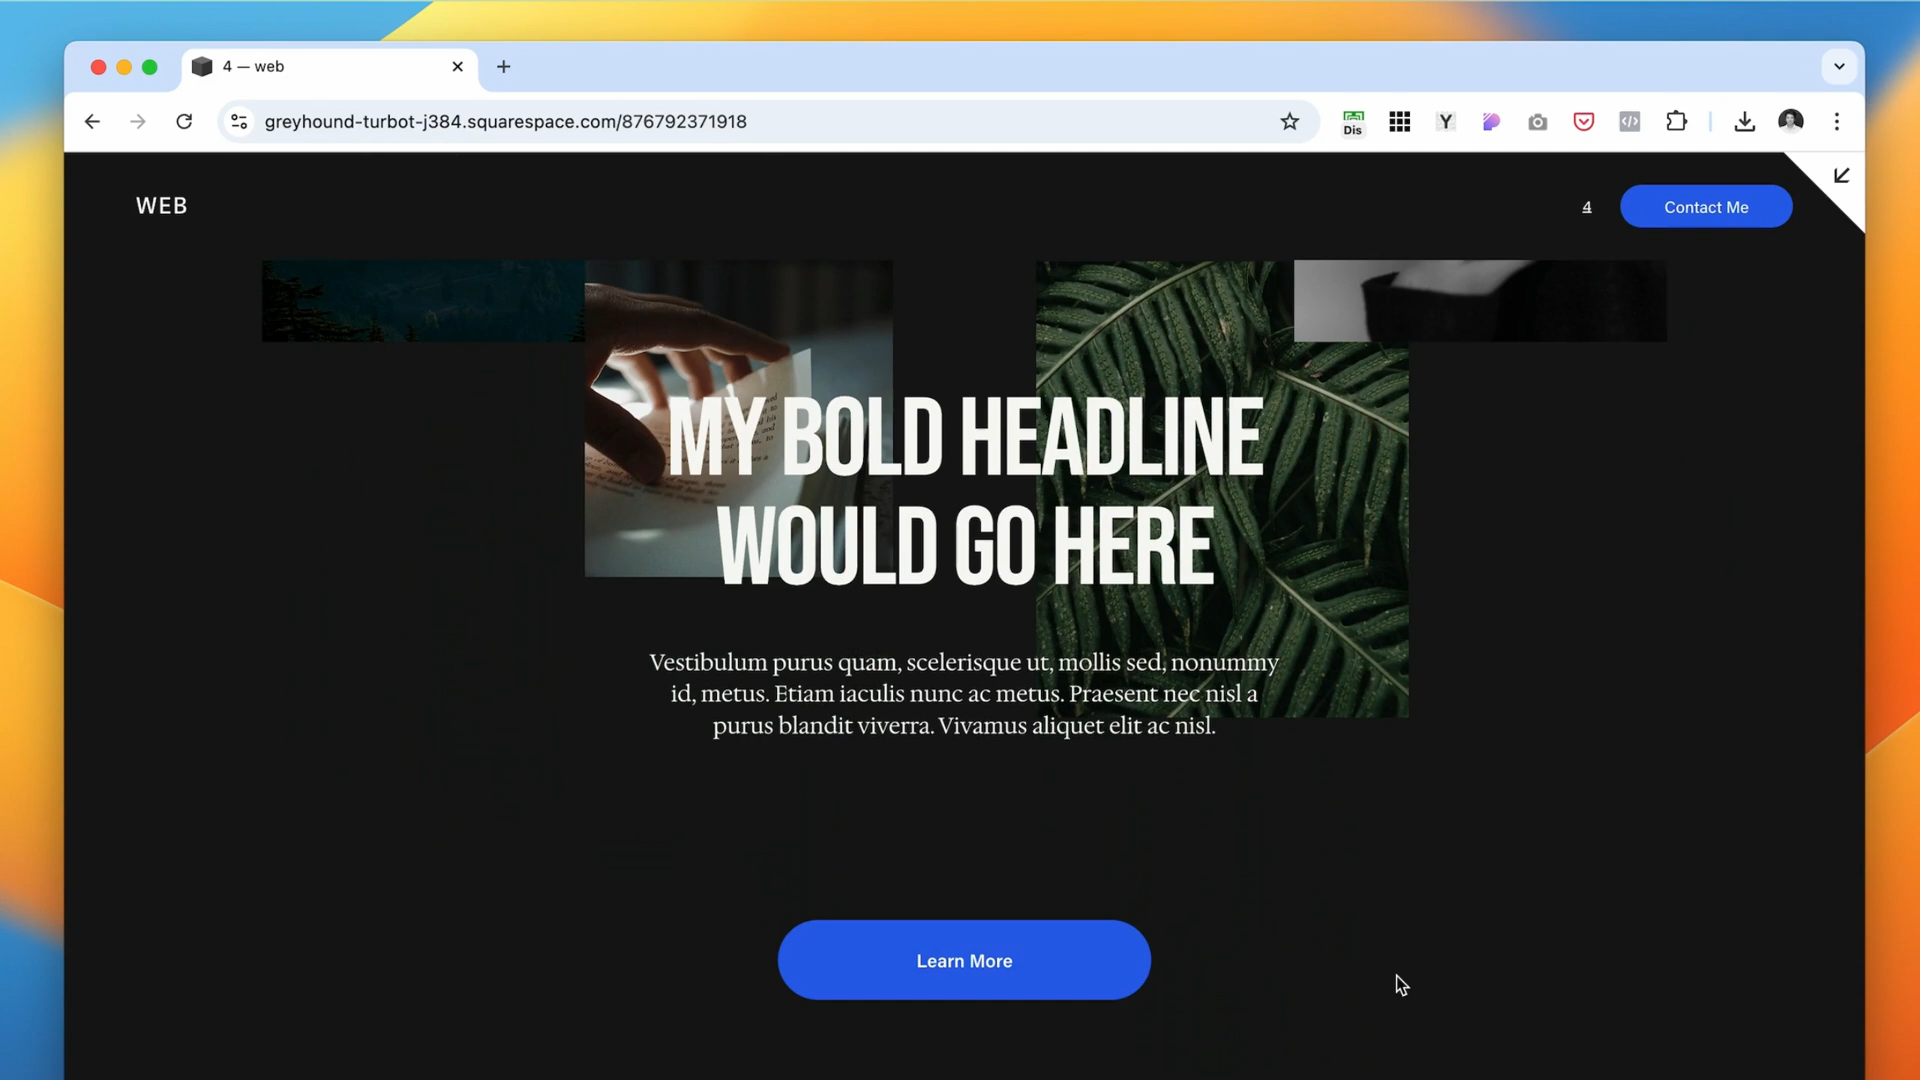 4 — web
greyhound-turbot-j384.squarespace.com/876792371918
Dis
Y
WEB
4
Contact Me
MY BOLD HEADLINE
WOULD GO HERE
Vestibulum purus quam, scelerisque ut, mollis sed, nonummy
id, metus. Etiam iaculis nunc ac metus. Praesent nec nisl a
purus blandit viverra. Vivamus aliquet elit ac nisl.
Learn More